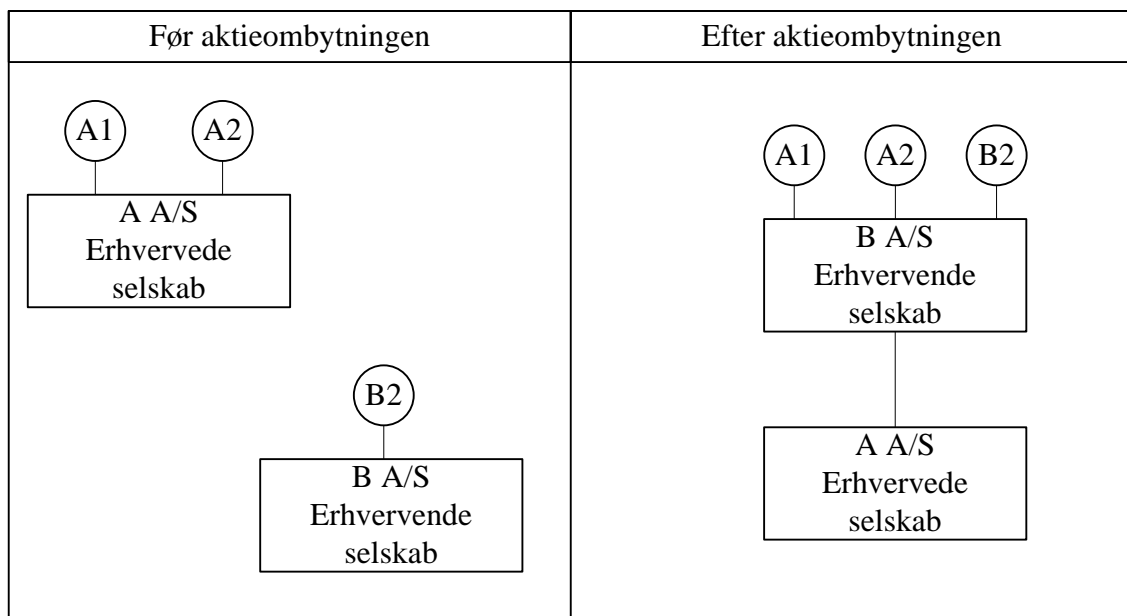 Før aktieombytningen
Efter aktieombytningen
A1
A2
A A/S
Erhvervede
selskab
B2
B A/S
Erhvervende
selskab
A1
A2
B2
B A/S
Erhvervende
selskab
A A/S
Erhvervede
selskab